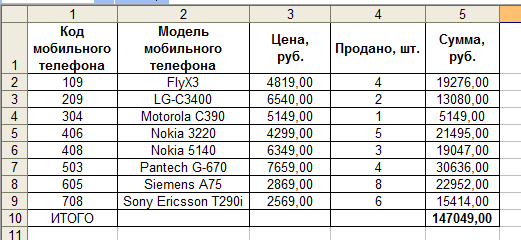 1 2 3 4 5
1 Код мобильного телефона Модель мобильного телефона Цена, руб. Продано, шт. Сумма, руб.
2 109 FlyX3 4819,00 4 19276,00
3 209 LG-C3400 6540,00 2 13080,00
4 304 Motorola C390 5149,00 1 5149,00
5 406 Nokia 3220 4299,00 5 21495,00
6 408 Nokia 5140 6349,00 3 19047,00
7 503 Pantech G-670 7659,00 4 30636,00
8 605 Siemens A75 2869,00 8 22952,00
9 708 Sony Ericsson T290i 2569,00 6 15414,00
10 ИТОГО 147049,00
11